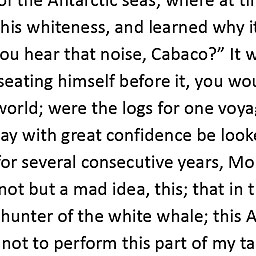 of the Antarctic seas, where at
his whiteness, and learned why it
ou hear that noise, Cabaco?” It w
seating himself before it, you wou
world; were the logs for one voya
ay with great confidence be looke
for several consecutive years, Mo
not but a mad idea, this; that in t
hunter of the white whale; this A
not to perform this part of my ta